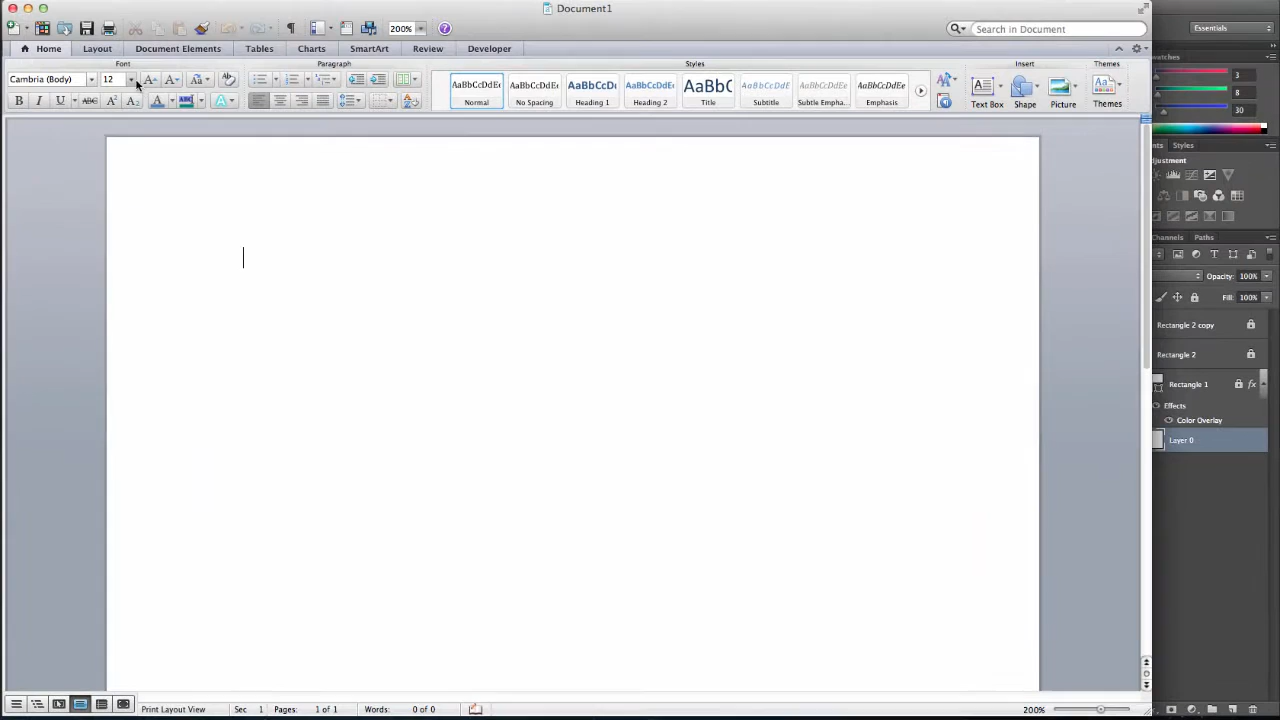 Document1
200%
Search in Document
Essentials
Home Layout Document Elements Tables Charts SmartArt Review Developer
Font Paragraph Styles Insert Themes
Cambria (Body) 12
AaBbCcDdEe AaBbCcDdEe AaBbCcDc AaBbCcDdEe AaBbC AaBbCcDdEe AaBbCcDdEe AaBbCcDdEe
Normal No Spacing Heading 1 Heading 2 Title Subtitle Subtle Empha... Emphasis
Text Box Shape Picture Themes
3
8
30
Styles
Channels Paths
Opacity: 100%
Fill: 100%
Rectangle 2 copy
Rectangle 2
Rectangle 1 fx
Effects
Color Overlay
Layer 0
Print Layout View Sec 1 Pages: 1 of 1 Words: 0 of 0 200%